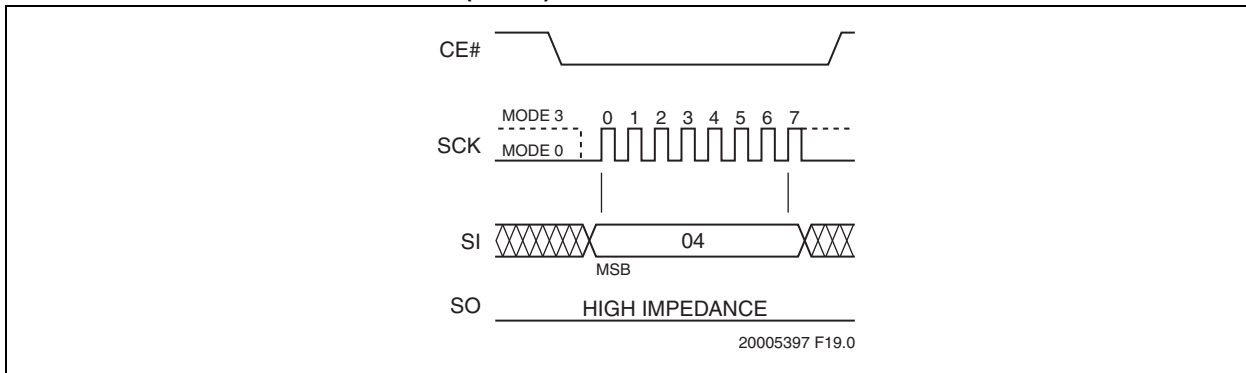 CE#
MODE 3
0 1 2 3 4 5 6 7
SCK
MODE 0
SI
04
MSB
SO
HIGH IMPEDANCE
20005397 F19.0